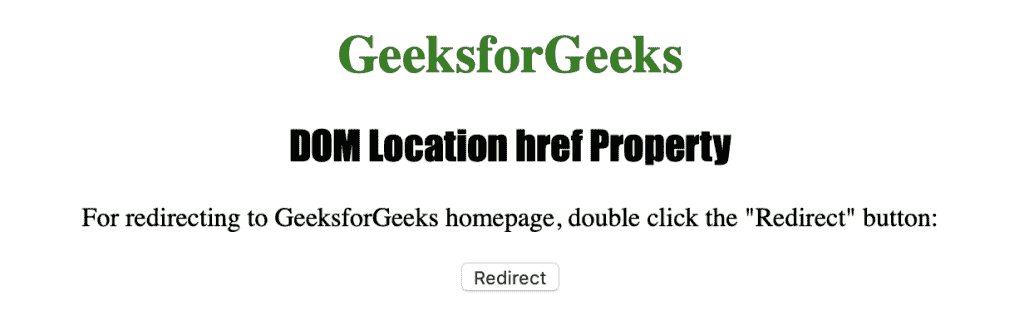 GeeksforGeeks
DOM Location href Property
For redirecting to GeeksforGeeks homepage, double click the "Redirect" button:
Redirect